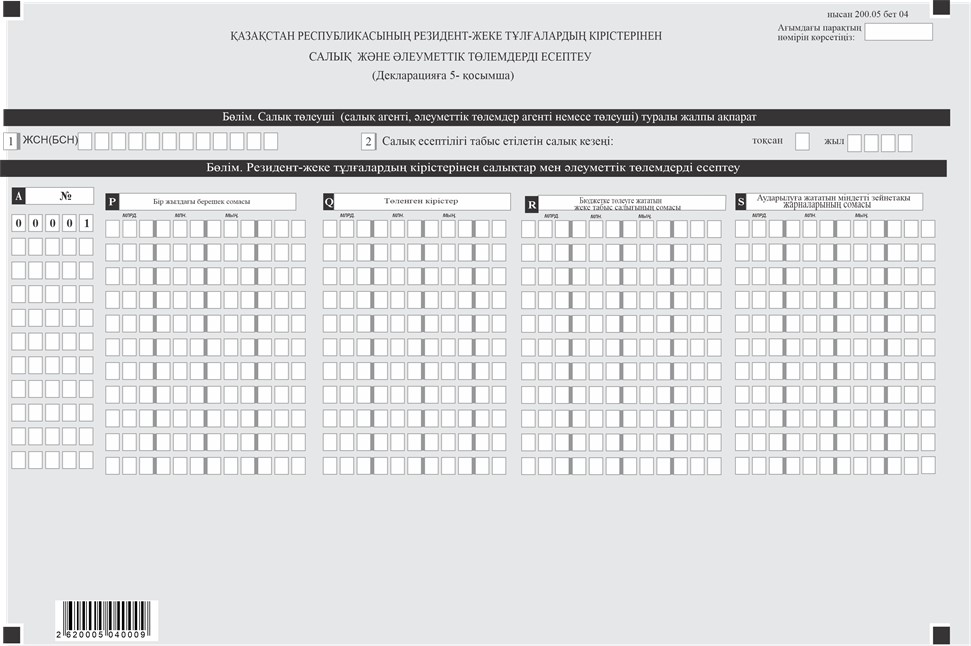 нысан 200.05 бет 04
Ағымдағы парақтың
нөмірін көрсетіңіз:
ҚАЗАҚСТАН РЕСПУБЛИКАСЫНЫҢ РЕЗИДЕНТ-ЖЕКЕ ТҰЛҒАЛАРДЫҢ КІРІСТЕРІНЕН
САЛЫҚ ЖӘНЕ ӘЛЕУМЕТТІК ТӨЛЕМДЕРДІ ЕСЕПТЕУ
(Декларацияға 5- қосымша)
Бөлім. Салық төлеуші (салық агенті, әлеуметтік төлемдер агенті немесе төлеуші) туралы жалпы ақпарат
1 ЖСН(БСН) 2 Салық есептілігі табыс етілетін салық кезеңі: тоқсан жыл
Бөлім. Резидент-жеке тұлғалардың кірістерінен салықтар мен әлеуметтік төлемдерді есептеу
A № P Бір жылдағы берешек сомасы Q Төленген кірістер R Бюджетке төлеуге жататын S Аударылуға жататын міндетті зейнетақы
жеке табыс салығының сомасы жарналарының сомасы
МЛРД. МЛН. МЫҢ. МЛРД. МЛН. МЫҢ. МЛРД. МЛН. МЫҢ. МЛРД. МЛН. МЫҢ.
0 0 0 0 1
2 620005 040009